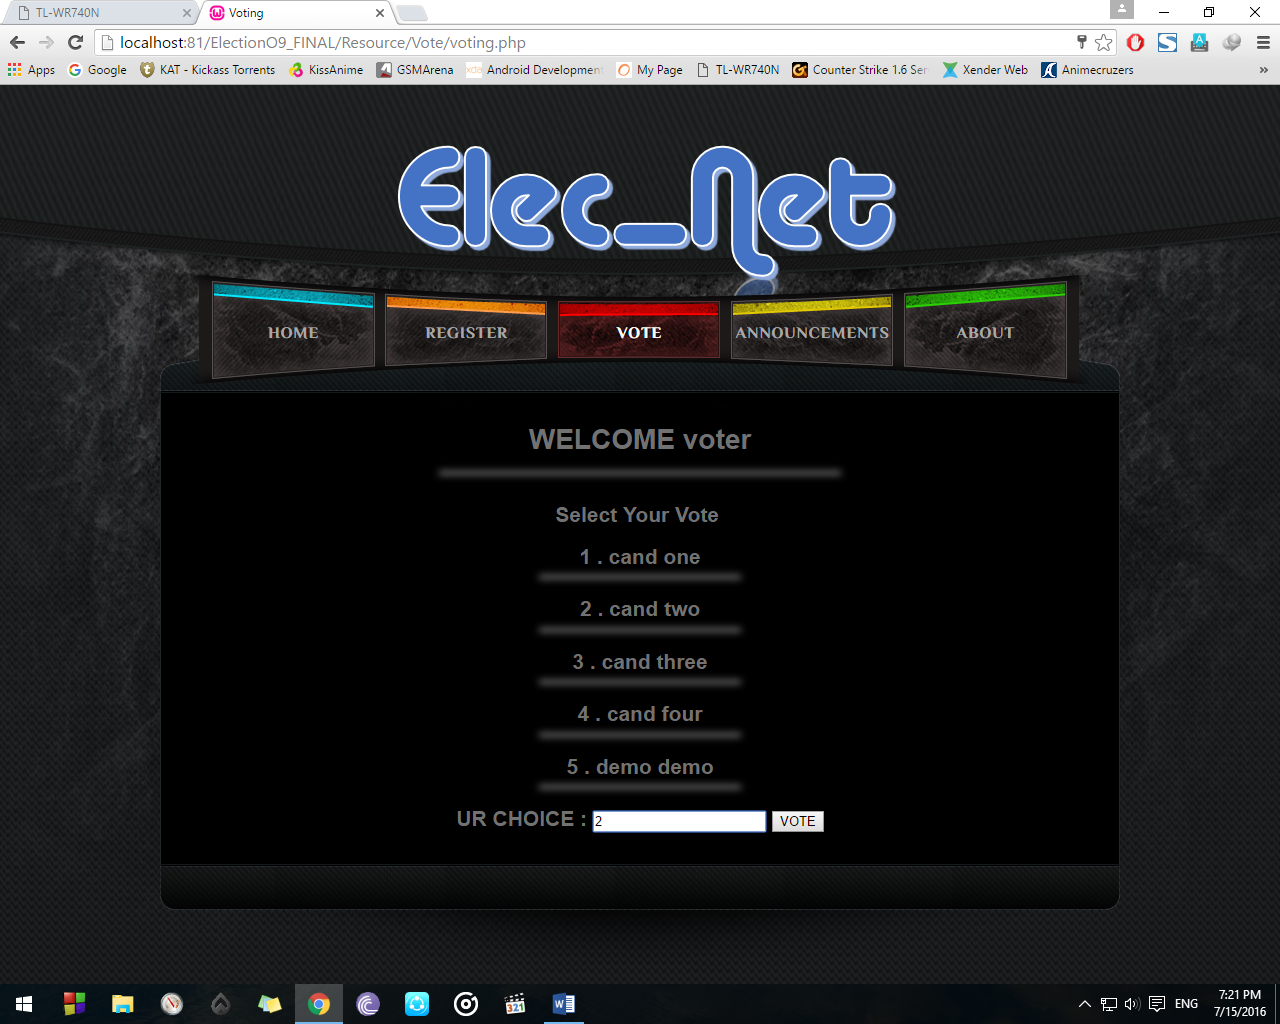 TL-WR740N
Voting
localhost:81/ElectionO9_FINAL/Resource/Vote/voting.php
Apps
Google
KAT - Kickass Torrents
KissAnime
GSMArena
Android Developmen
My Page
TL-WR740N
Counter Strike 1.6 Ser
Xender Web
Animecruzers
»
Elec_Net
HOME
REGISTER
VOTE
ANNOUNCEMENTS
ABOUT
WELCOME voter
Select Your Vote
1 . cand one
2 . cand two
3 . cand three
4 . cand four
5 . demo demo
UR CHOICE : 2 VOTE
321
ENG
7:21 PM
7/15/2016